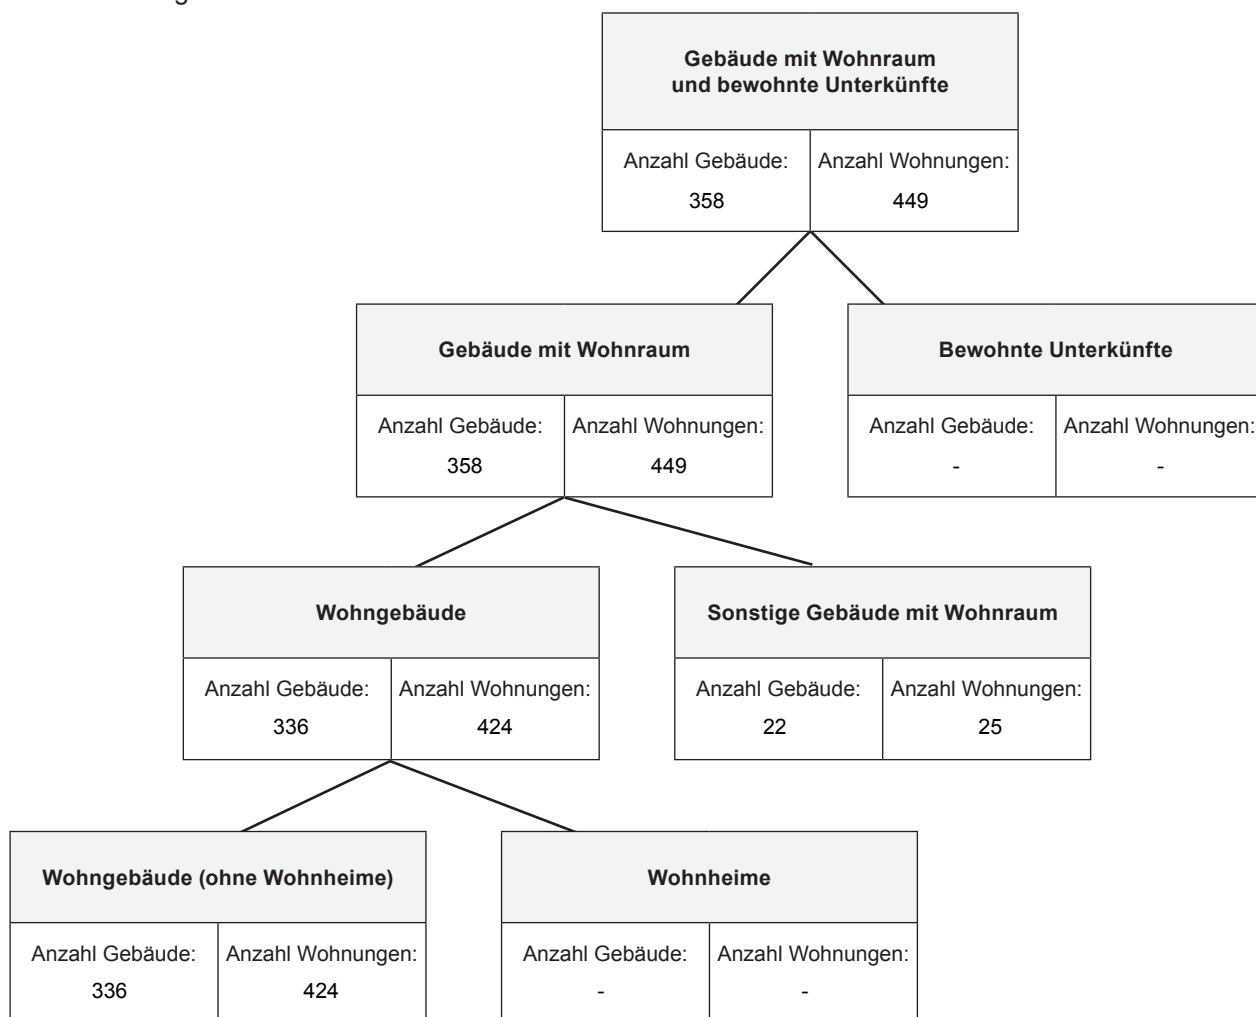 Gebäude mit Wohnraum
und bewohnte Unterkünfte
Anzahl Gebäude: Anzahl Wohnungen:
358 449
Gebäude mit Wohnraum Bewohnte Unterkünfte
Anzahl Gebäude: Anzahl Wohnungen: Anzahl Gebäude: Anzahl Wohnungen:
358 449 - -
Wohngebäude Sonstige Gebäude mit Wohnraum
Anzahl Gebäude: Anzahl Wohnungen: Anzahl Gebäude: Anzahl Wohnungen:
336 424 22 25
Wohngebäude (ohne Wohnheime) Wohnheime
Anzahl Gebäude: Anzahl Wohnungen: Anzahl Gebäude: Anzahl Wohnungen:
336 424 - -